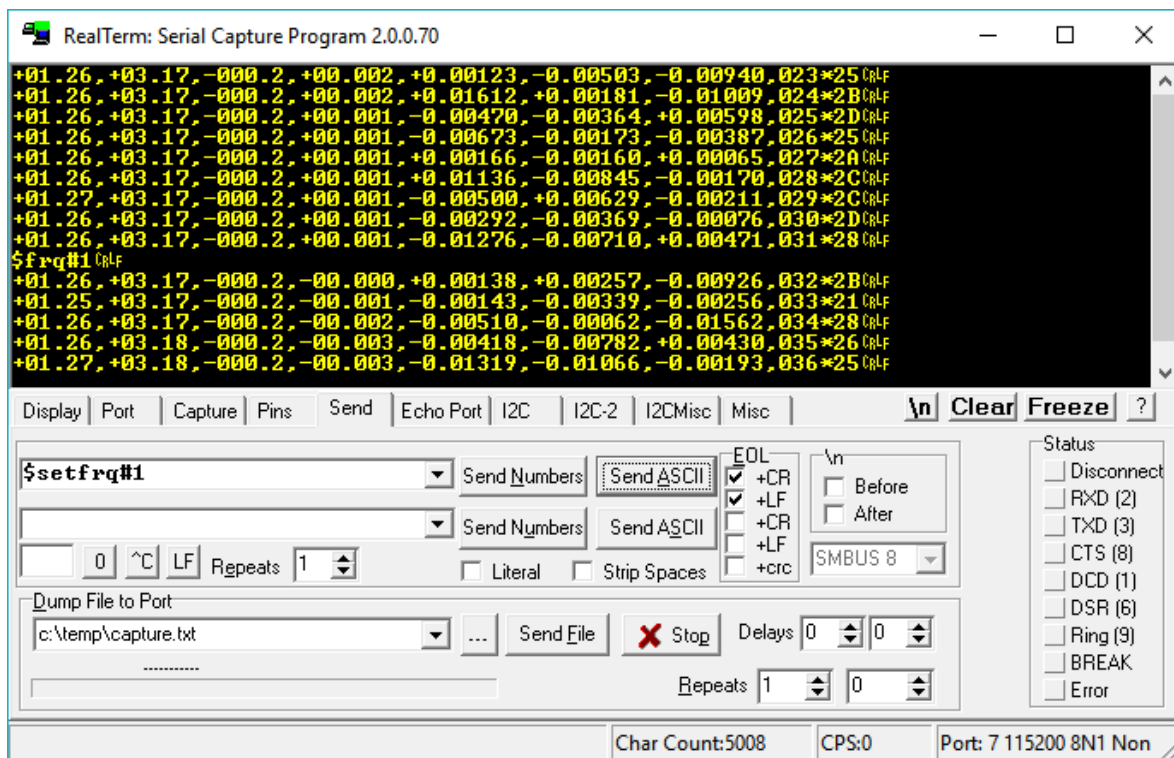 RealTerm: Serial Capture Program 2.0.0.70
+01.26,+03.17,-000.2,+00.002,+0.00123,-0.00503,-0.00940,023*25CRLF
+01.26,+03.17,-000.2,+00.002,+0.01612,+0.00181,-0.01009,024*2BCRLF
+01.26,+03.17,-000.2,+00.001,-0.00470,-0.00364,+0.00598,025*2DCRLF
+01.26,+03.17,-000.2,+00.001,-0.00673,-0.00173,-0.00387,026*25CRLF
+01.26,+03.17,-000.2,+00.001,+0.00166,-0.00160,+0.00065,027*2ACRLF
+01.26,+03.17,-000.2,+00.001,+0.01136,-0.00845,-0.00170,028*2CCRLF
+01.27,+03.17,-000.2,+00.001,-0.00500,+0.00629,-0.00211,029*2CCRLF
+01.26,+03.17,-000.2,+00.001,-0.00292,-0.00369,-0.00076,030*2DCRLF
+01.26,+03.17,-000.2,+00.001,-0.01276,-0.00710,+0.00471,031*28CRLF
$frq#1CRLF
+01.26,+03.17,-000.2,-00.000,+0.00138,+0.00257,-0.00926,032*2BCRLF
+01.25,+03.17,-000.2,-00.001,-0.00143,-0.00339,-0.00256,033*21CRLF
+01.26,+03.17,-000.2,-00.002,-0.00510,-0.00062,-0.01562,034*28CRLF
+01.26,+03.18,-000.2,-00.003,-0.00418,-0.00782,+0.00430,035*26CRLF
+01.27,+03.18,-000.2,-00.003,-0.01319,-0.01066,-0.00193,036*25CRLF
Display Port Capture Pins Send Echo Port I2C I2C-2 I2CMisc Misc \n Clear Freeze ?
$setfrq#1 Send Numbers Send ASCII
EOL
+CR
+LF
+CR
+LF
+crc
\n
Before
After
Send Numbers Send ASCII
0 ^C LF Repeats 1 Literal Strip Spaces
SMBUS 8
Dump File to Port
c:\temp\capture.txt ... Send File Stop Delays 0 0
-----------
Repeats 1 0
Status
Disconnect
RXD (2)
TXD (3)
CTS (8)
DCD (1)
DSR (6)
Ring (9)
BREAK
Error
Char Count:5008 CPS:0 Port: 7 115200 8N1 Non